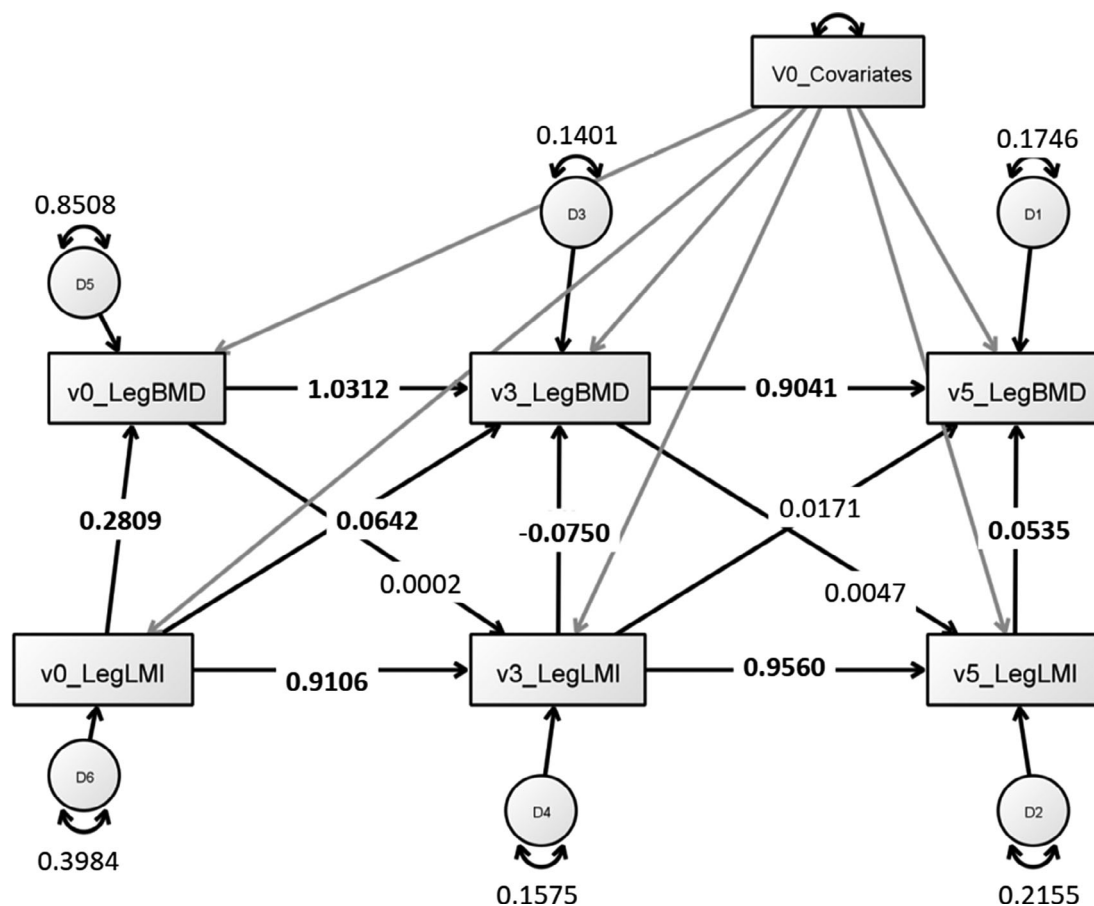 V0_Covariates
0.1401
0.1746
0.8508
D3
D1
D5
v0_LegBMD
1.0312
v3_LegBMD
0.9041
v5_LegBMD
0.2809
0.0642
-0.0750
0.0171
0.0535
0.0002
0.0047
v0_LegLMI
0.9106
v3_LegLMI
0.9560
v5_LegLMI
D6
D4
D2
0.3984
0.1575
0.2155